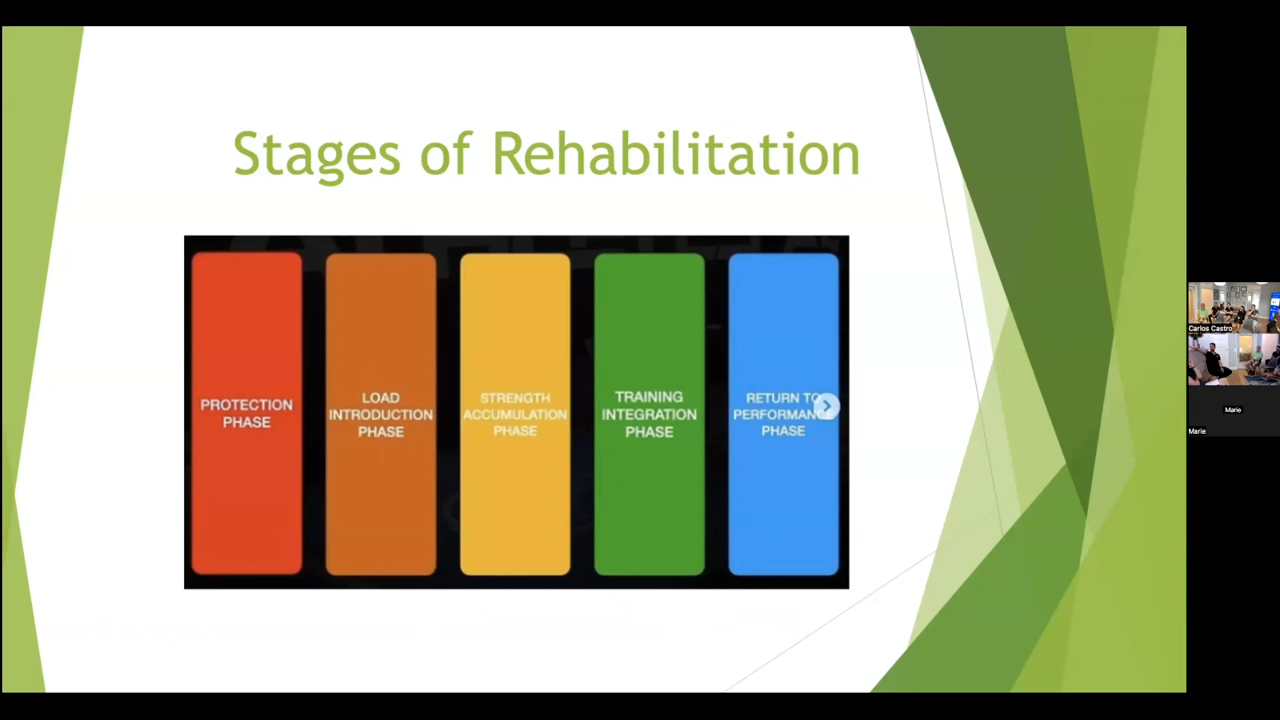 Stages of Rehabilitation
PROTECTION
PHASE
LOAD
INTRODUCTION
PHASE
STRENGTH
ACCUMULATION
PHASE
TRAINING
INTEGRATION
PHASE
RETURN TO
PERFORMANCE
PHASE
Carlos Castro
Marie
Marie